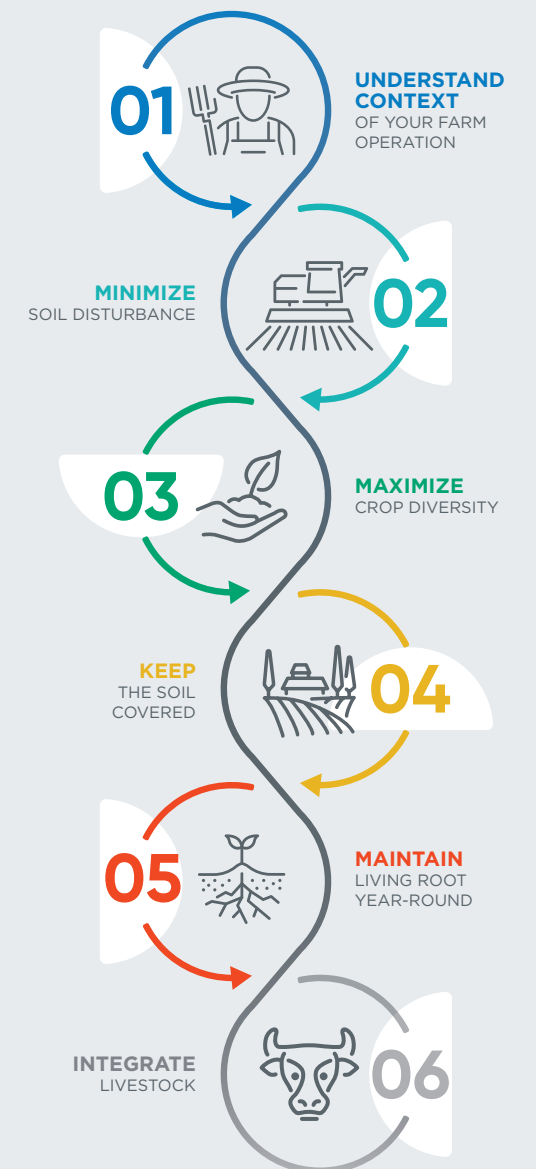 01
UNDERSTAND
CONTEXT
OF YOUR FARM
OPERATION
MINIMIZE
SOIL DISTURBANCE
02
03
MAXIMIZE
CROP DIVERSITY
KEEP
THE SOIL
COVERED
04
05
MAINTAIN
LIVING ROOT
YEAR-ROUND
INTEGRATE
LIVESTOCK
06